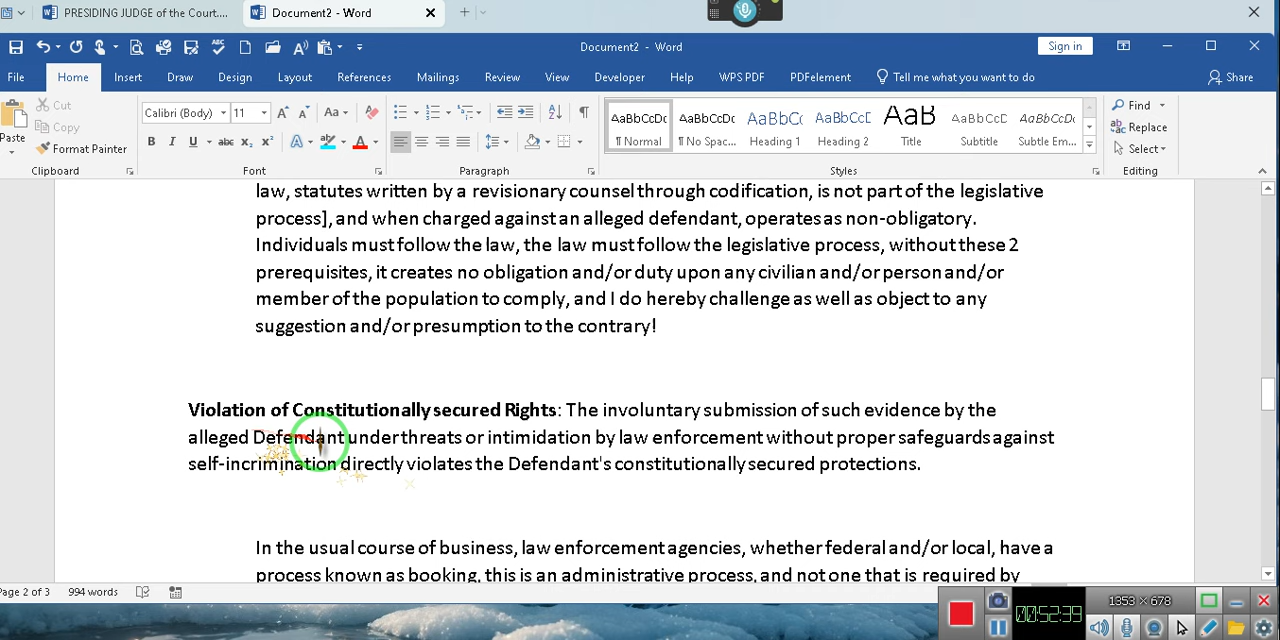 PRESIDING JUDGE of the Court....
Document2 - Word
Document2 - Word
Sign in
File Home Insert Draw Design Layout References Mailings Review View Developer Help WPS PDF PDFelement Tell me what you want to do Share
Paste
Cut
Copy
Format Painter
Clipboard
Calibri (Body) 11
Font
Paragraph
AaBbCcDc AaBbCcDc AaBbCc AaBbCcD AaB AaBbCcD AaBbCcDc
¶ Normal ¶ No Spac... Heading 1 Heading 2 Title Subtitle Subtle Em...
Styles
Find
Replace
Select
Editing
law, statutes written by a revisionary counsel through codification, is not part of the legislative
process], and when charged against an alleged defendant, operates as non-obligatory.
Individuals must follow the law, the law must follow the legislative process, without these 2
prerequisites, it creates no obligation and/or duty upon any civilian and/or person and/or
member of the population to comply, and I do hereby challenge as well as object to any
suggestion and/or presumption to the contrary!
Violation of Constitutionally secured Rights: The involuntary submission of such evidence by the
alleged Defendant under threats or intimidation by law enforcement without proper safeguards against
self-incrimination directly violates the Defendant's constitutionally secured protections.
In the usual course of business, law enforcement agencies, whether federal and/or local, have a
process known as booking, this is an administrative process, and not one that is required by
Page 2 of 3 994 words
1353 × 678
00:52:39